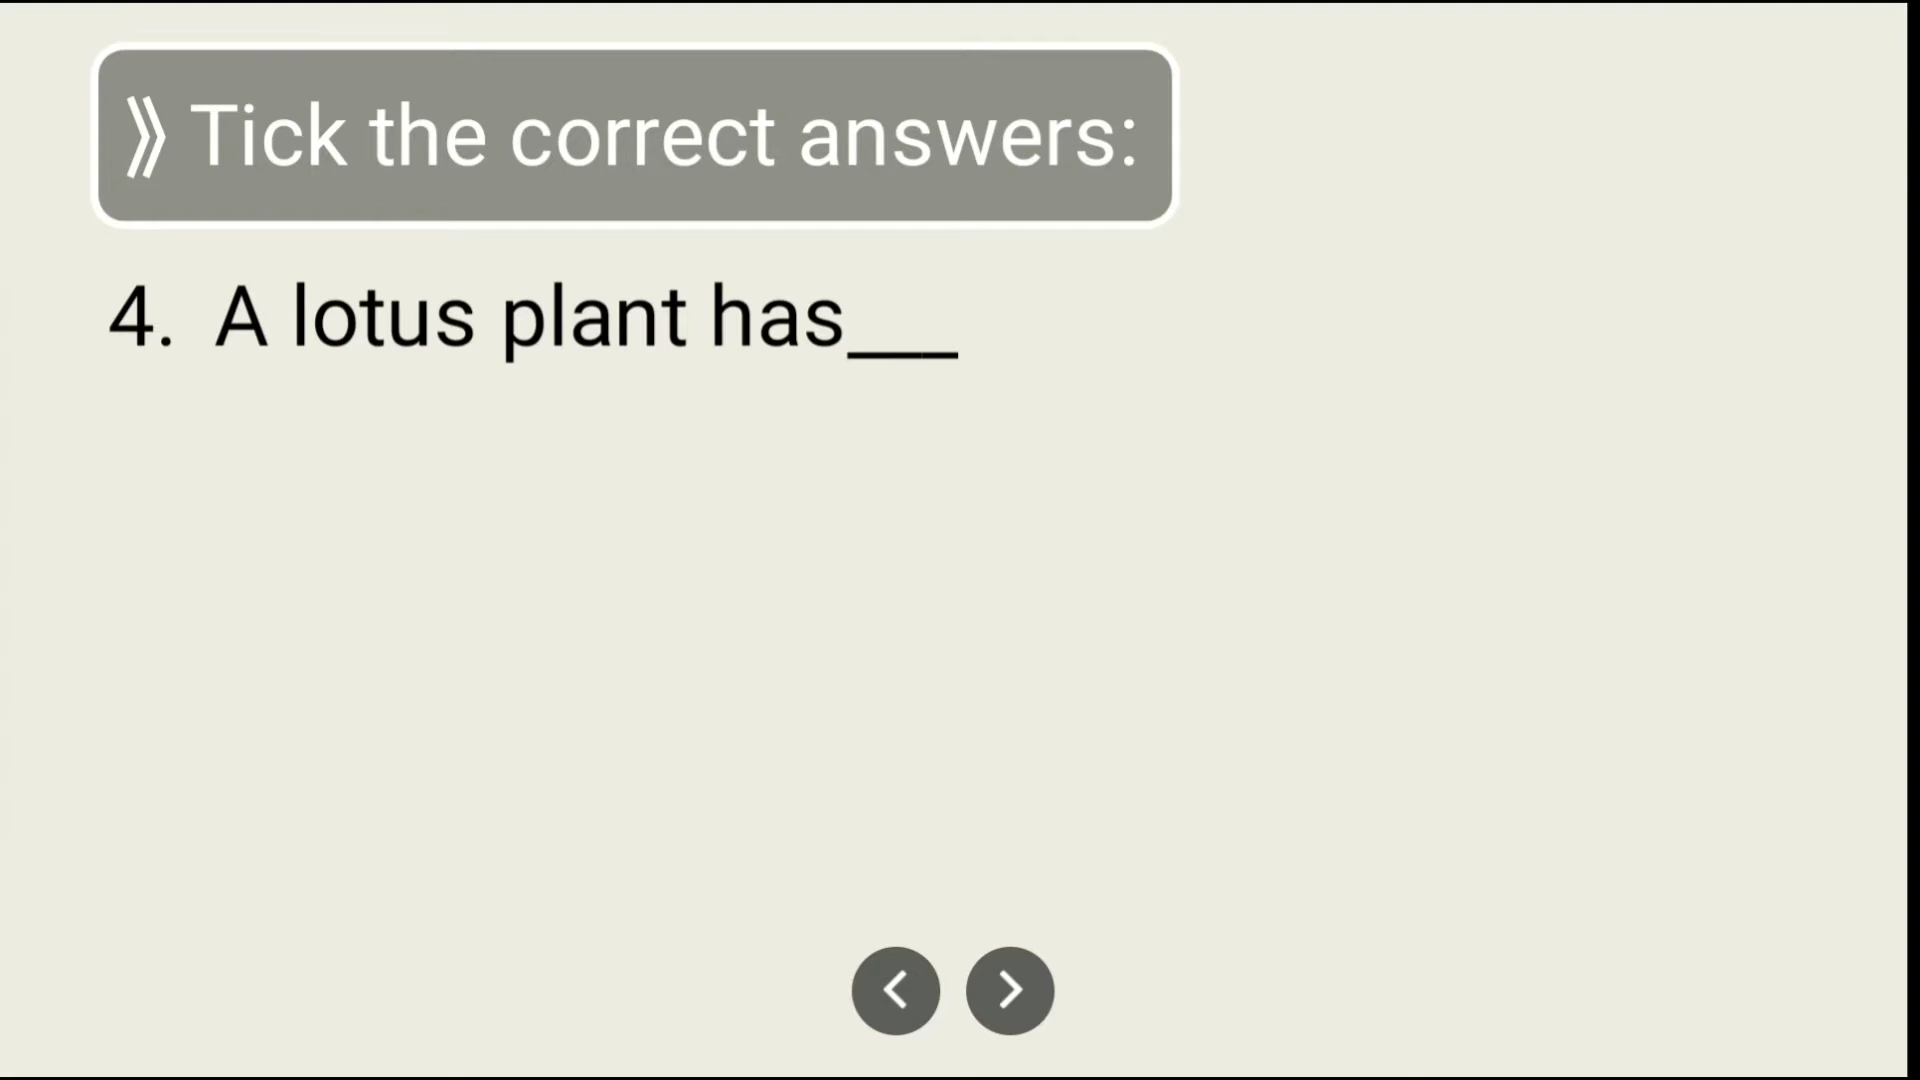 ⟫ Tick the correct answers:
4. A lotus plant has___